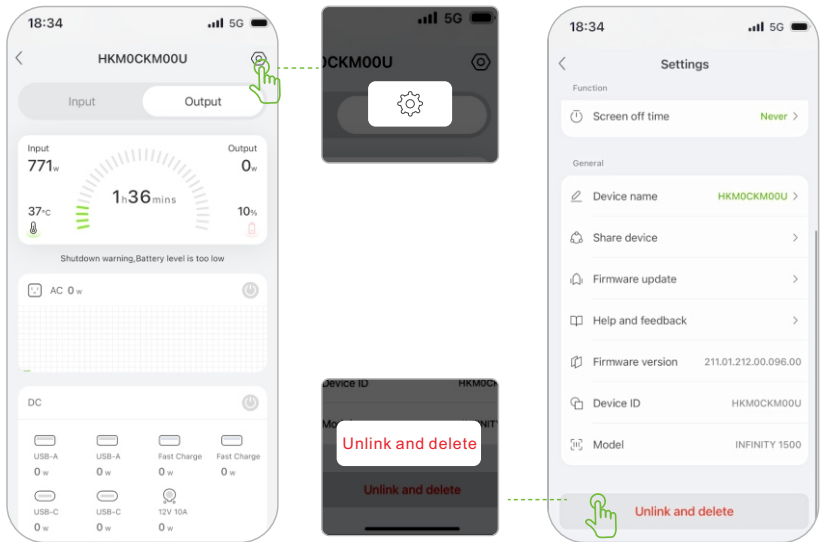 18:34
5G
HKM0CKM00U
Input
Output
Input
771w
Output
0w
1h36mins
37°C
10%
Shutdown warning,Battery level is too low
AC 0 w
DC
USB-A
0 w
USB-A
0 w
Fast Charge
0 w
Fast Charge
0 w
USB-C
0 w
USB-C
0 w
12V 10A
0 w
5G
0CKM00U
Device ID
HKM0CK
Unlink and delete
Unlink and delete
18:34
5G
Settings
Function
Screen off time
Never
General
Device name
HKM0CKM00U
Share device
Firmware update
Help and feedback
Firmware version
211.01.212.00.096.00
Device ID
HKM0CKM00U
Model
INFINITY 1500
Unlink and delete